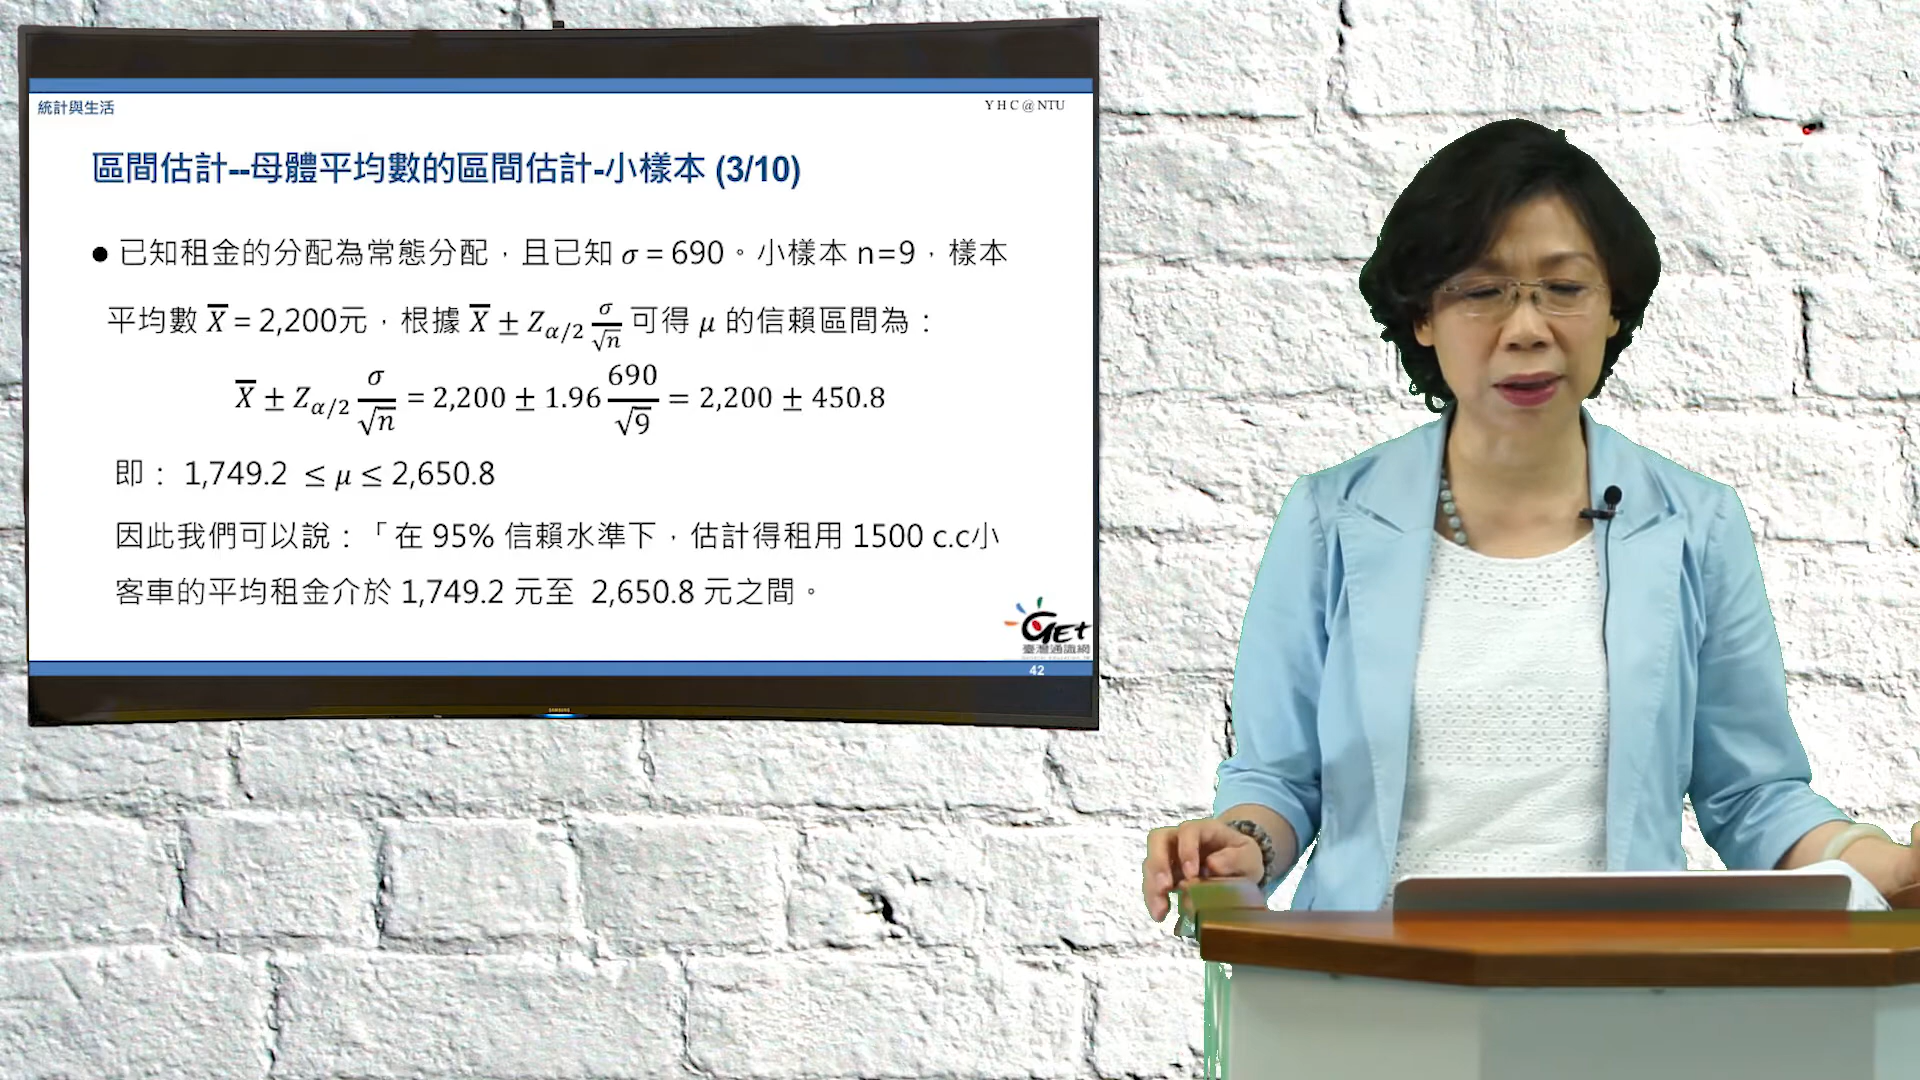 統計與生活
Y H C @ NTU
區間估計--母體平均數的區間估計-小樣本 (3/10)
● 已知租金的分配為常態分配，且已知 σ = 690。小樣本 n=9，樣本
平均數 X̅ = 2,200元，根據 X̅ ± Z_{α/2} σ/√n 可得 μ 的信賴區間為：
X̅ ± Z_{α/2} σ/√n = 2,200 ± 1.96 690/√9 = 2,200 ± 450.8
即： 1,749.2 ≤ μ ≤ 2,650.8
因此我們可以說：「在 95% 信賴水準下，估計得租用 1500 c.c小
客車的平均租金介於 1,749.2 元至 2,650.8 元之間。
GET
臺灣通識網
42
SAMSUNG